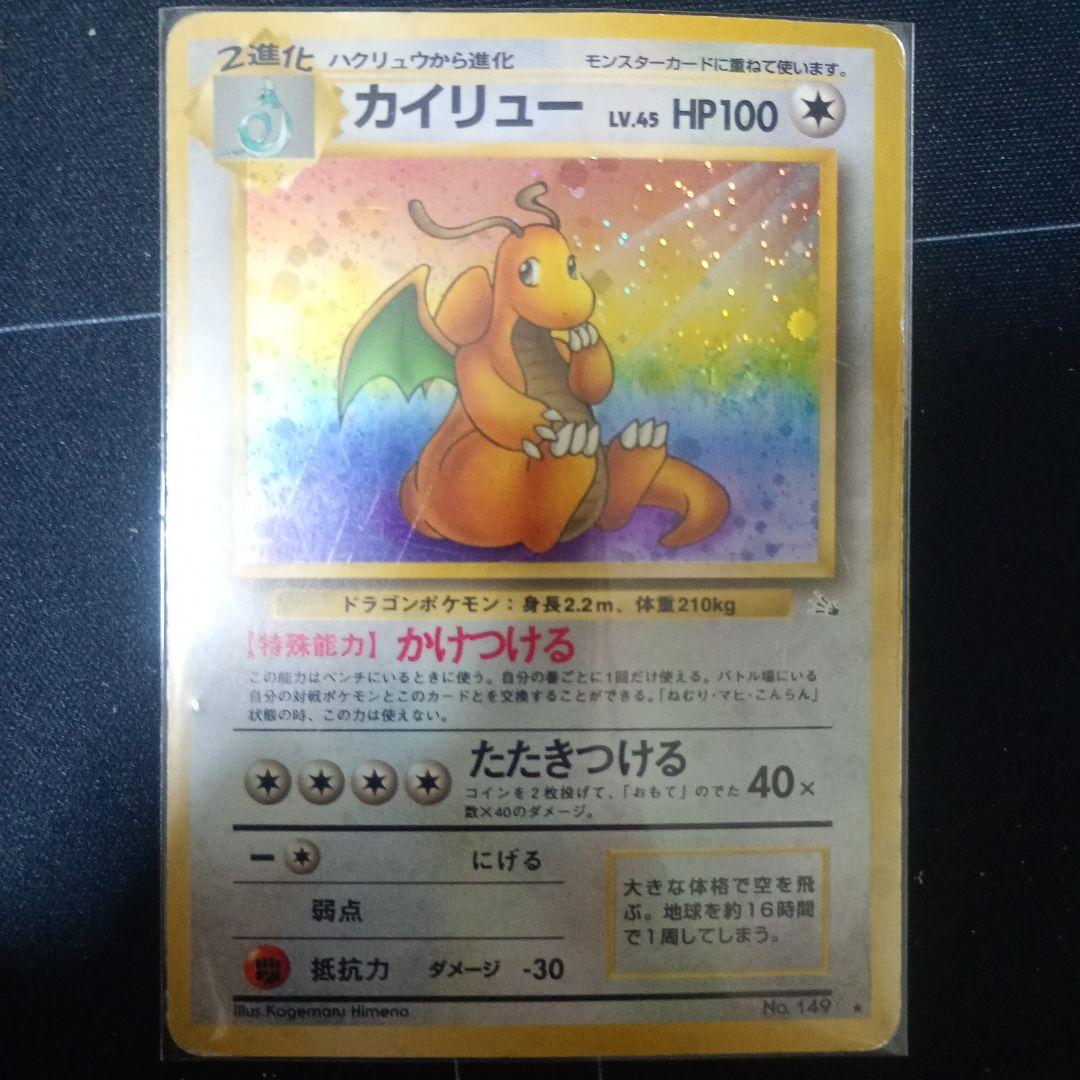 2進化 ハクリュウから進化 モンスターカードに重ねて使います。
カイリュー LV.45 HP100
ドラゴンポケモン：身長2.2m、体重210kg
【特殊能力】かけつける
この能力はベンチにいるときに使う。自分の番ごとに1回だけ使える。バトル場にいる
自分の対戦ポケモンとこのカードとを交換することができる。「ねむり・マヒ・こんらん」
状態の時、この力は使えない。
たたきつける 40×
コインを2枚投げて、「おもて」のでた
数×40のダメージ。
にげる
弱点
抵抗力 ダメージ -30
大きな体格で空を飛
ぶ。地球を約16時間
で1周してしまう。
Illus.Kagemaru Himeno
No. 149 ★